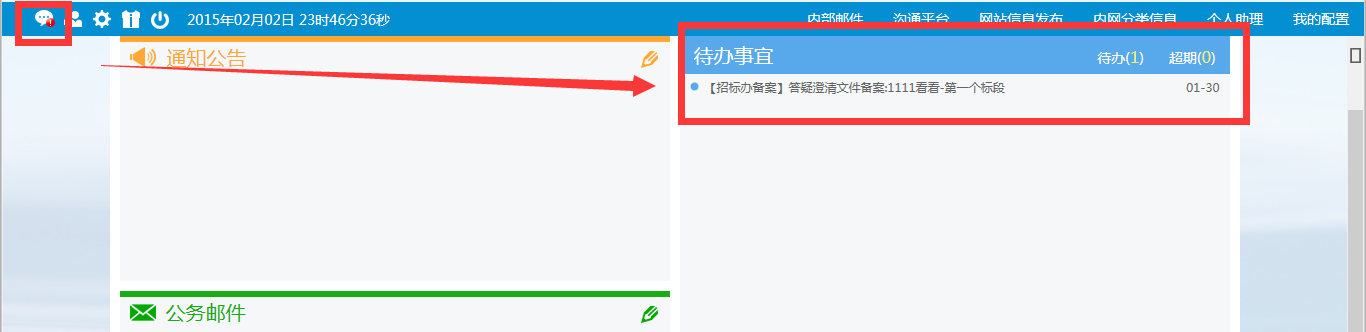 2015年02月02日 23时46分36秒 内部邮件 沟通平台 网站信息发布 内网分类信息 个人助理 我的配置
通知公告
待办事宜 待办(1) 超期(0)
【招标办备案】答疑澄清文件备案:1111看看-第一个标段 01-30
公务邮件